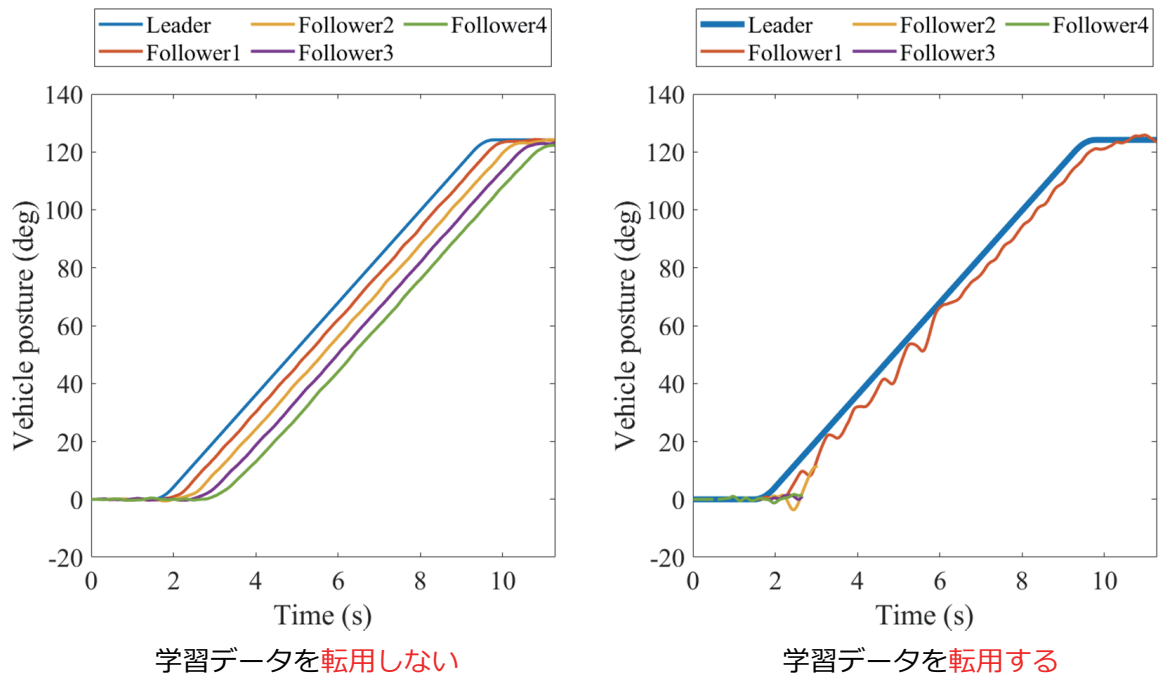 Leader Follower2 Follower4
Follower1 Follower3
140
120
100
80
60
40
20
0
-20
Vehicle posture (deg)
0 2 4 6 8 10
Time (s)
学習データを転用しない
Leader Follower2 Follower4
Follower1 Follower3
140
120
100
80
60
40
20
0
-20
Vehicle posture (deg)
0 2 4 6 8 10
Time (s)
学習データを転用する